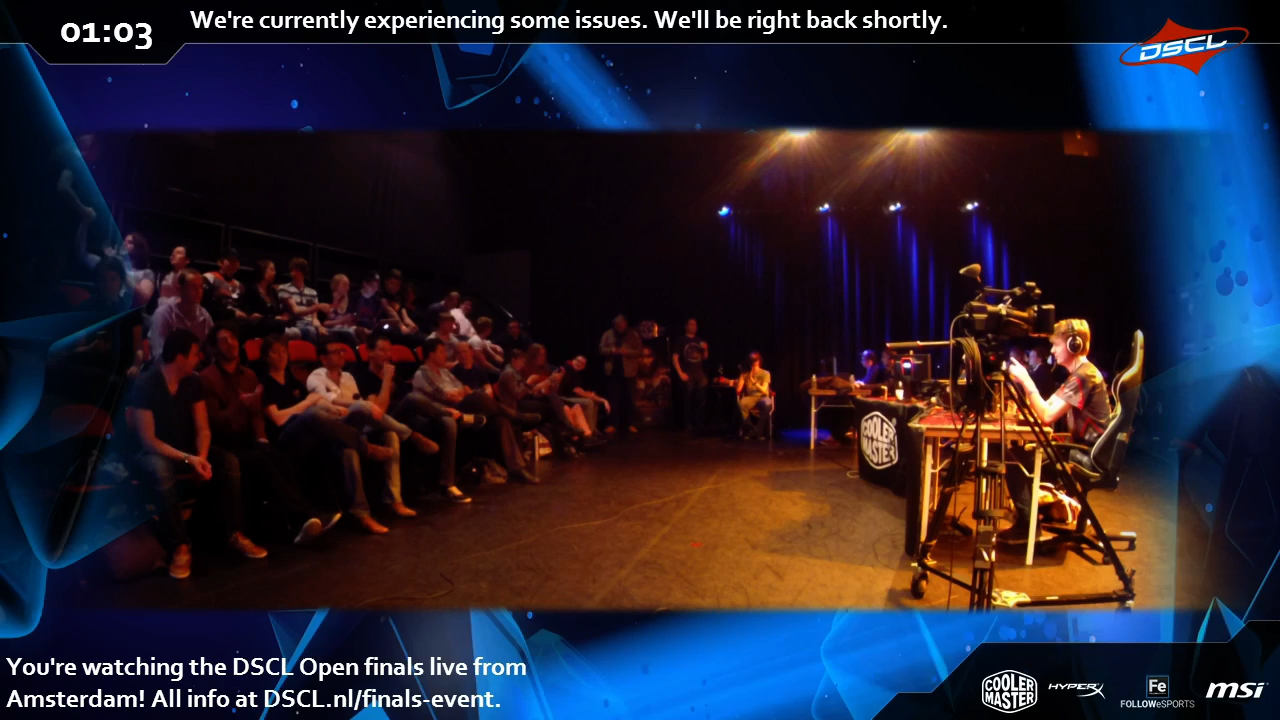 01:03
We're currently experiencing some issues. We'll be right back shortly.
DSCL
COOLER
MASTER
You're watching the DSCL Open finals live from
Amsterdam! All info at DSCL.nl/finals-event.
COOLER
MASTER
HYPERX
Fe
FOLLOWeSPORTS
msi